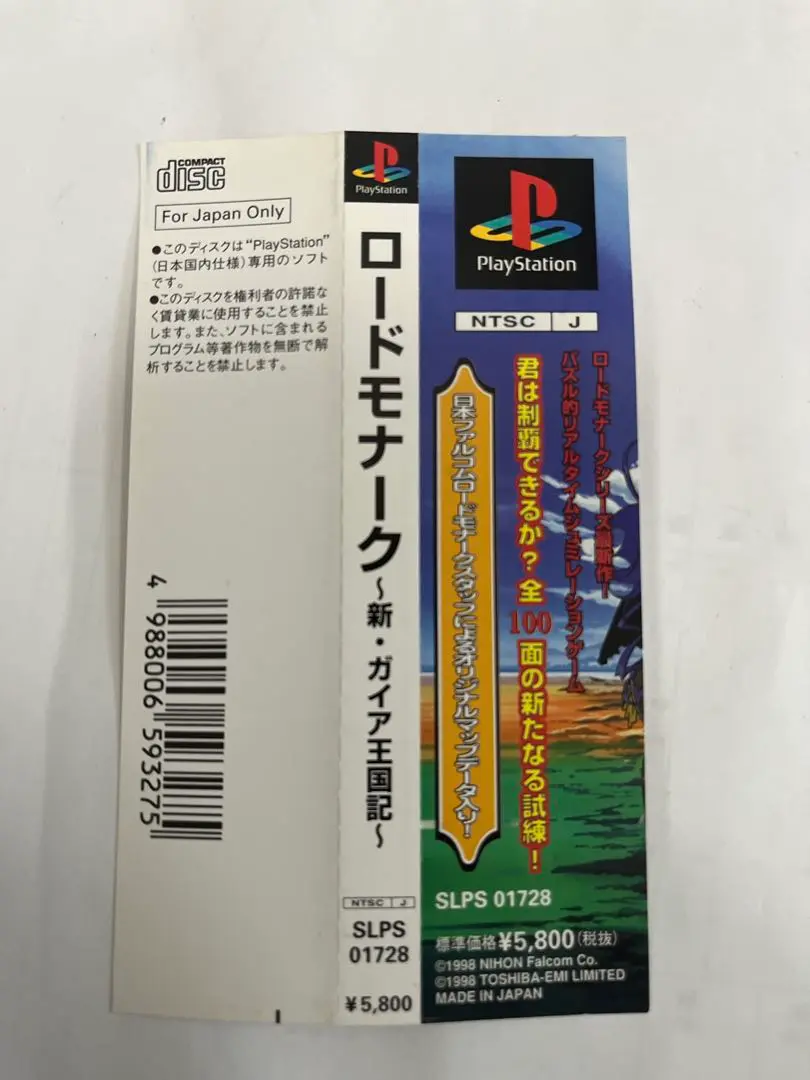 COMPACT
disc
For Japan Only
●このディスクは“PlayStation”
(日本国内仕様)専用のソフト
です。
●このディスクを権利者の許諾な
く賃貸業に使用することを禁止
します。また、ソフトに含まれる
プログラム等著作物を無断で解
析することを禁止します。
4 988006 593275
PlayStation
ロードモナーク
～新・ガイア王国記～
NTSC J
SLPS
01728
¥5,800
PlayStation
NTSC J
ロードモナークシリーズ最新作!
パズル的リアルタイムシュミレーションゲーム
君は制覇できるか?全100面の新たなる試練!
日本ファルコムロードモナークスタッフによるオリジナルマップデータ入り!
SLPS 01728
標準価格¥5,800(税抜)
©1998 NIHON Falcom Co.
©1998 TOSHIBA-EMI LIMITED
MADE IN JAPAN